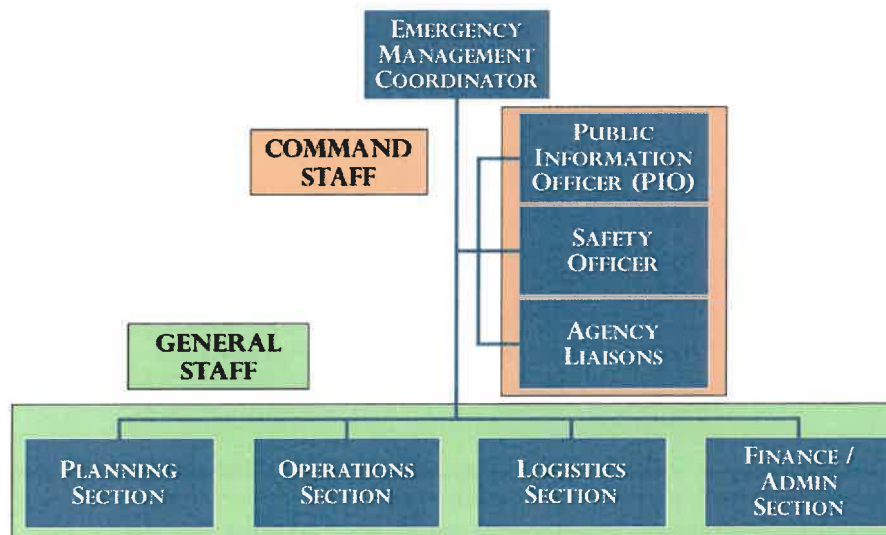 EMERGENCY
MANAGEMENT
COORDINATOR
COMMAND
STAFF
PUBLIC
INFORMATION
OFFICER (PIO)
SAFETY
OFFICER
AGENCY
LIAISONS
GENERAL
STAFF
PLANNING
SECTION
OPERATIONS
SECTION
LOGISTICS
SECTION
FINANCE /
ADMIN
SECTION